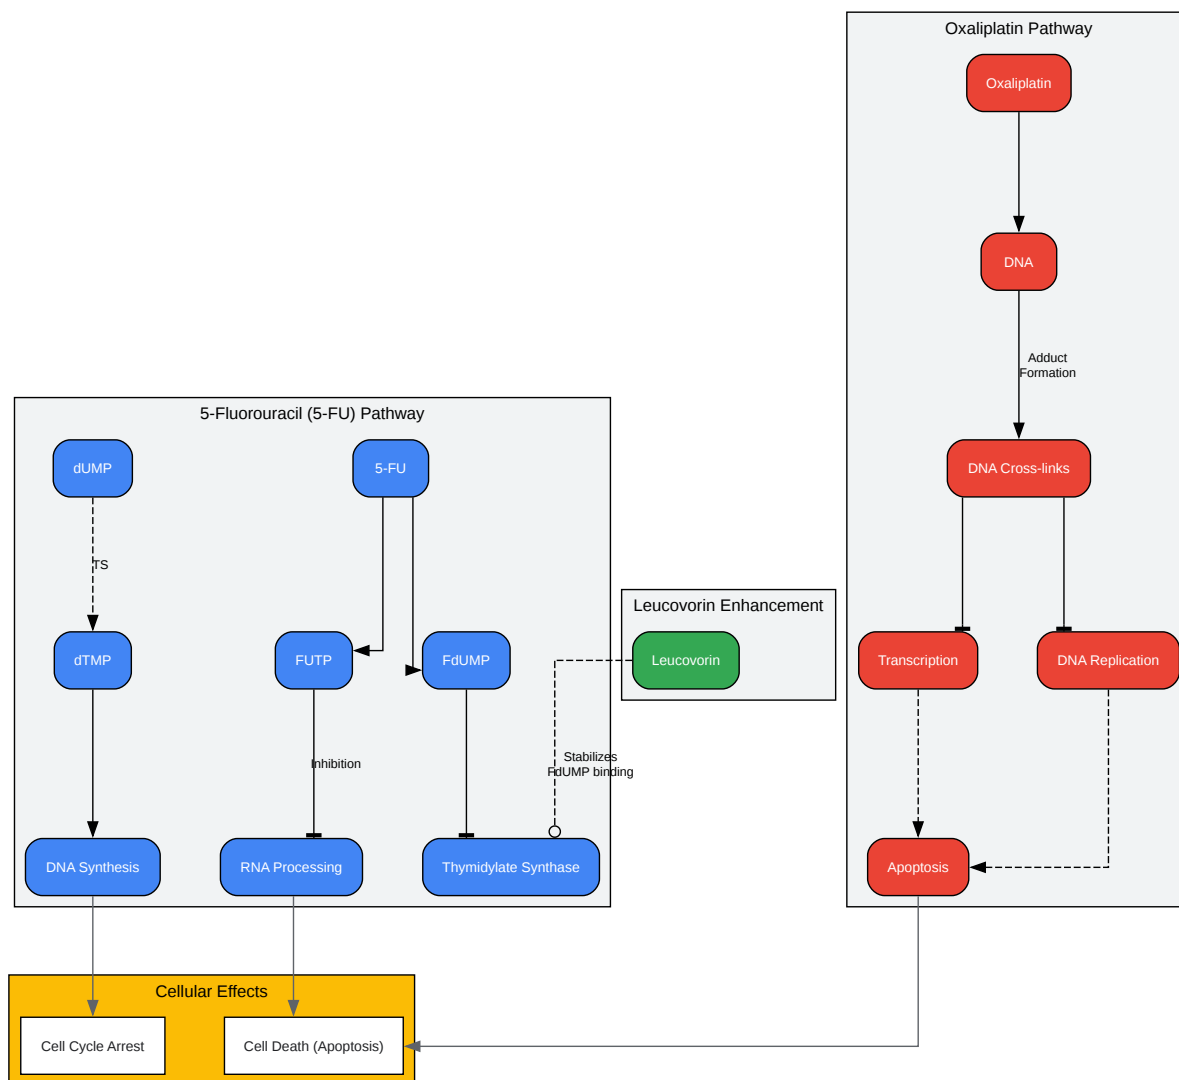 Oxaliplatin Pathway
Oxaliplatin
DNA
Adduct
Formation
DNA Cross-links
Transcription
DNA Replication
Apoptosis
5-Fluorouracil (5-FU) Pathway
dUMP
5-FU
TS
dTMP
FUTP
FdUMP
Inhibition
DNA Synthesis
RNA Processing
Thymidylate Synthase
Leucovorin Enhancement
Leucovorin
Stabilizes
FdUMP binding
Cellular Effects
Cell Cycle Arrest
Cell Death (Apoptosis)